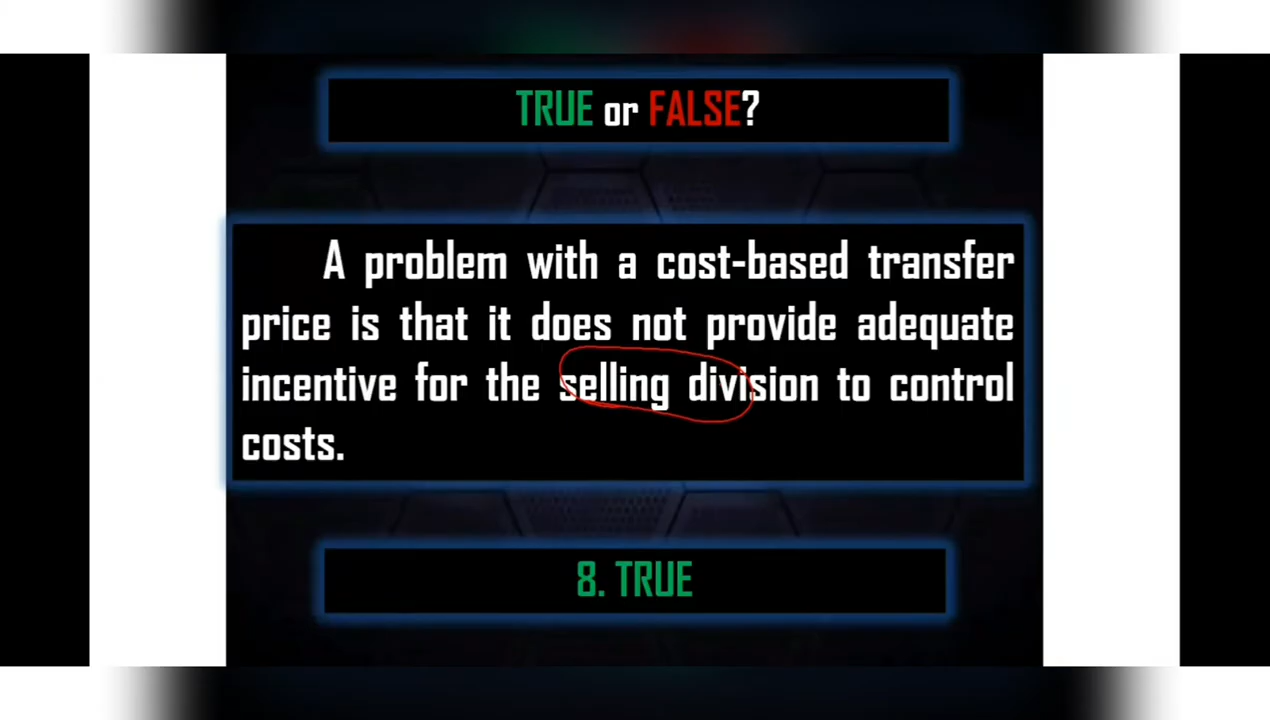 TRUE or FALSE?
A problem with a cost-based transfer
price is that it does not provide adequate
incentive for the selling division to control
costs.
8. TRUE